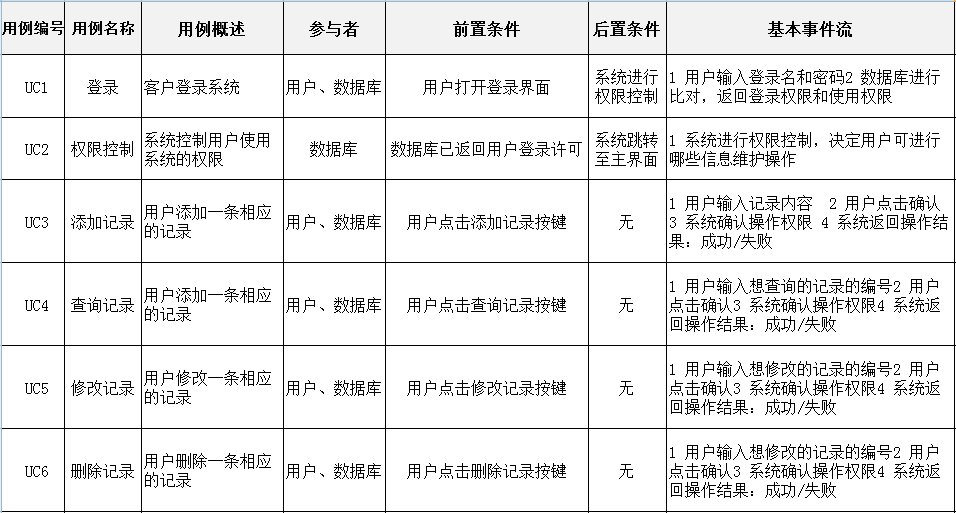 用例编号 用例名称 用例概述 参与者 前置条件 后置条件 基本事件流
UC1 登录 客户登录系统 用户、数据库 用户打开登录界面
系统进行
权限控制
1 用户输入登录名和密码2 数据库进行
比对，返回登录权限和使用权限
UC2 权限控制
系统控制用户使用
系统的权限
数据库 数据库已返回用户登录许可
系统跳转
至主界面
1 系统进行权限控制，决定用户可进行
哪些信息维护操作
UC3 添加记录
用户添加一条相应
的记录
用户、数据库 用户点击添加记录按键 无
1 用户输入记录内容 2 用户点击确认
3 系统确认操作权限 4 系统返回操作结
果：成功/失败
UC4 查询记录
用户添加一条相应
的记录
用户、数据库 用户点击查询记录按键 无
1 用户输入想查询的记录的编号2 用户
点击确认3 系统确认操作权限4 系统返
回操作结果：成功/失败
UC5 修改记录
用户修改一条相应
的记录
用户、数据库 用户点击修改记录按键 无
1 用户输入想修改的记录的编号2 用户
点击确认3 系统确认操作权限4 系统返
回操作结果：成功/失败
UC6 删除记录
用户删除一条相应
的记录
用户、数据库 用户点击删除记录按键 无
1 用户输入想修改的记录的编号2 用户
点击确认3 系统确认操作权限4 系统返
回操作结果：成功/失败